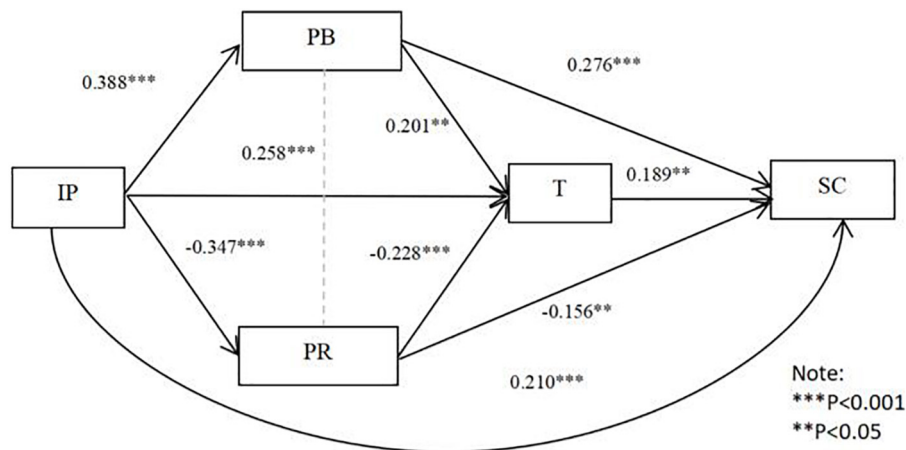 PB
0.276***
0.388***
0.201**
0.258***
IP
T
0.189**
SC
-0.347***
-0.228***
-0.156**
PR
0.210***
Note:
***P<0.001
**P<0.05